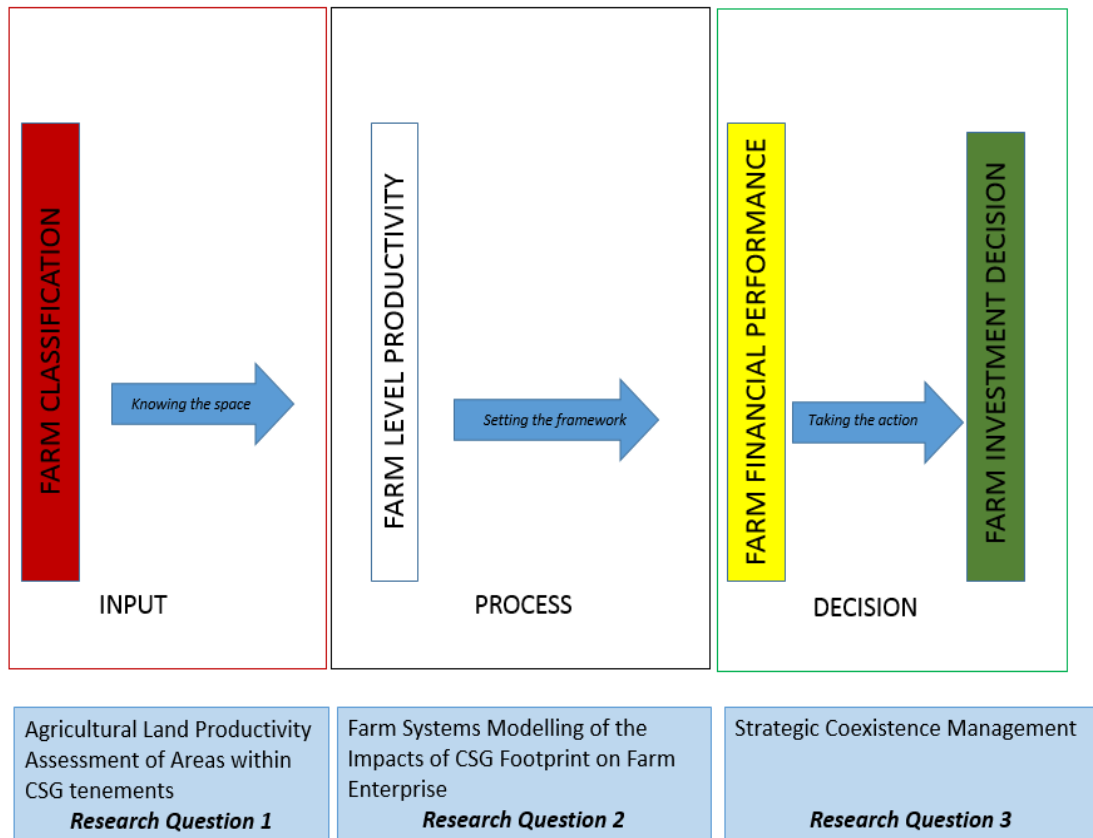 FARM CLASSIFICATION
Knowing the space
INPUT
FARM LEVEL PRODUCTIVITY
Setting the framework
PROCESS
FARM FINANCIAL PERFORMANCE
Taking the action
FARM INVESTMENT DECISION
DECISION
Agricultural Land Productivity
Assessment of Areas within
CSG tenements
Research Question 1
Farm Systems Modelling of the
Impacts of CSG Footprint on Farm
Enterprise
Research Question 2
Strategic Coexistence Management
Research Question 3